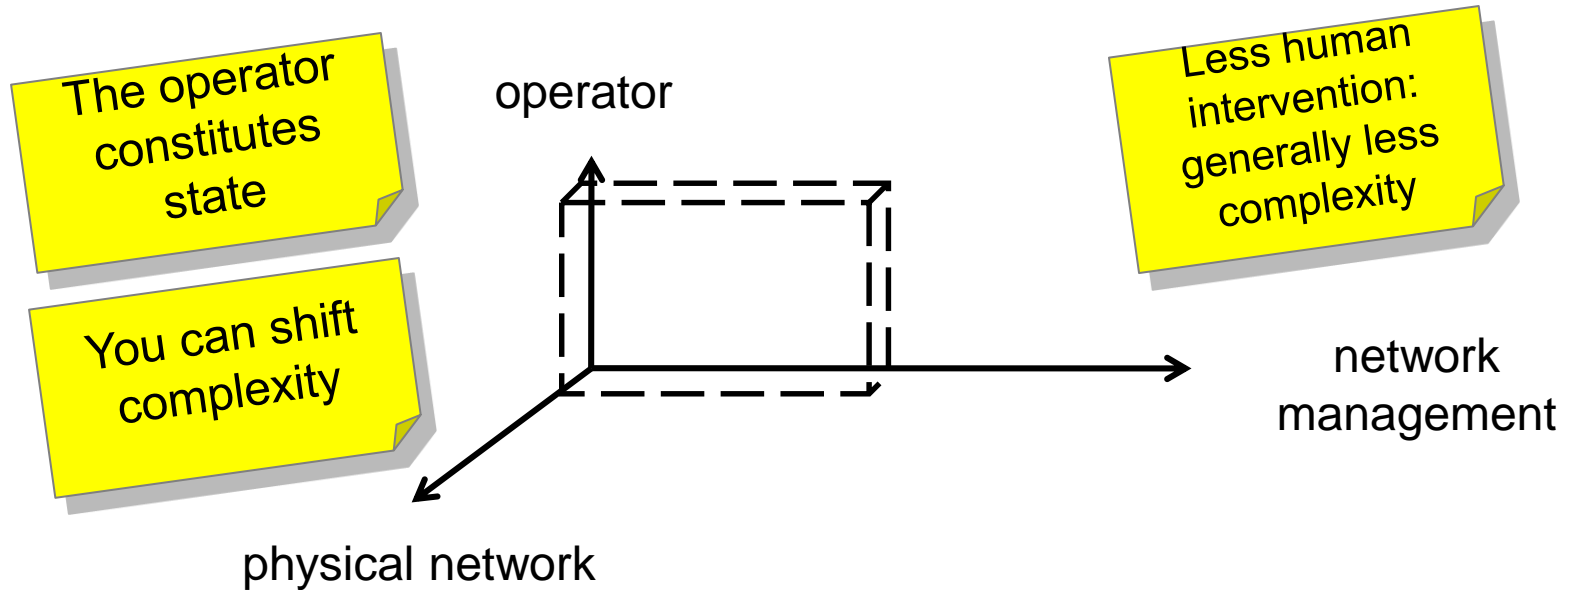 The operator
constitutes
state
operator
Less human
intervention:
generally less
complexity
You can shift
complexity
network
management
physical network